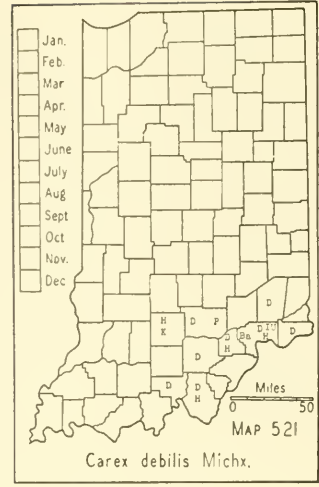 Jan.
Feb.
Mar
Apr.
May
June
July
Aug
Sept
Oct
Nov.
Dec
D
H D P
K
D IU D
D Ba H
H
D
D D
H
Miles
0 50
MAP 521
Carex debilis Michx.